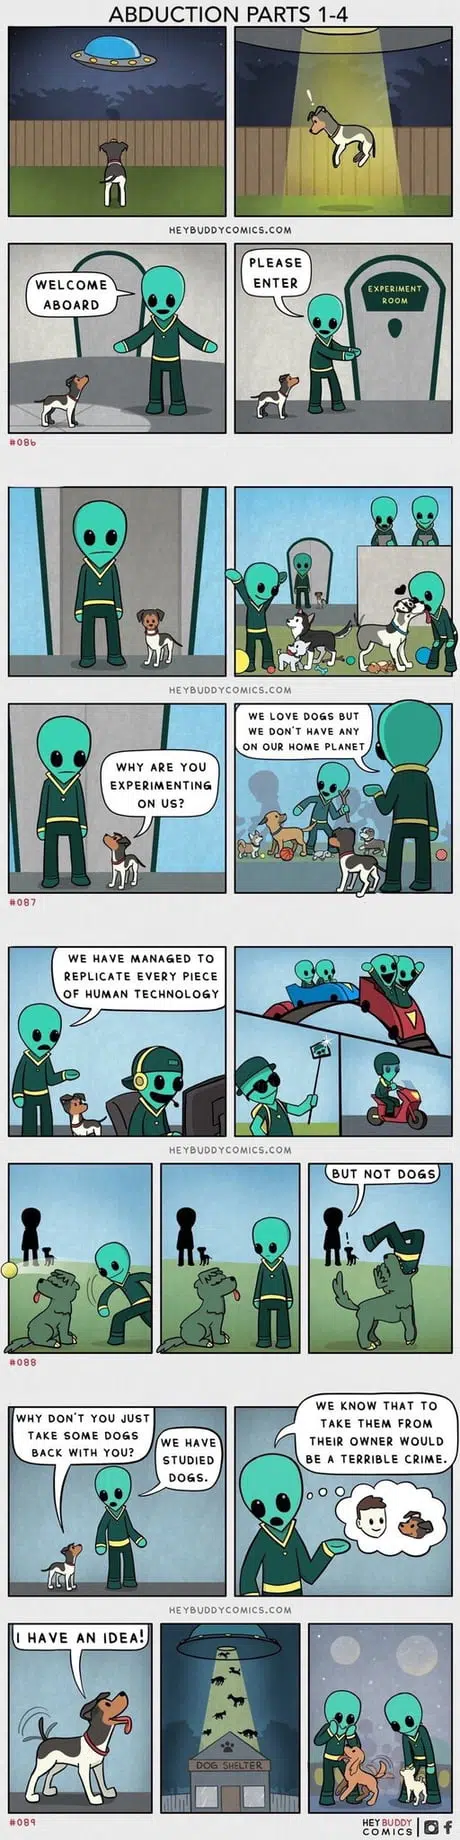 ABDUCTION PARTS 1-4
!
HEYBUDDYCOMICS.COM
WELCOME
ABOARD
PLEASE
ENTER
EXPERIMENT
ROOM
#086
HEYBUDDYCOMICS.COM
WHY ARE YOU
EXPERIMENTING
ON US?
WE LOVE DOGS BUT
WE DON'T HAVE ANY
ON OUR HOME PLANET
#087
WE HAVE MANAGED TO
REPLICATE EVERY PIECE
OF HUMAN TECHNOLOGY
HEYBUDDYCOMICS.COM
BUT NOT DOGS
!
#088
WHY DON'T YOU JUST
TAKE SOME DOGS
BACK WITH YOU?
WE HAVE
STUDIED
DOGS.
WE KNOW THAT TO
TAKE THEM FROM
THEIR OWNER WOULD
BE A TERRIBLE CRIME.
HEYBUDDYCOMICS.COM
I HAVE AN IDEA!
DOG SHELTER
#089
HEY BUDDY
COMICS